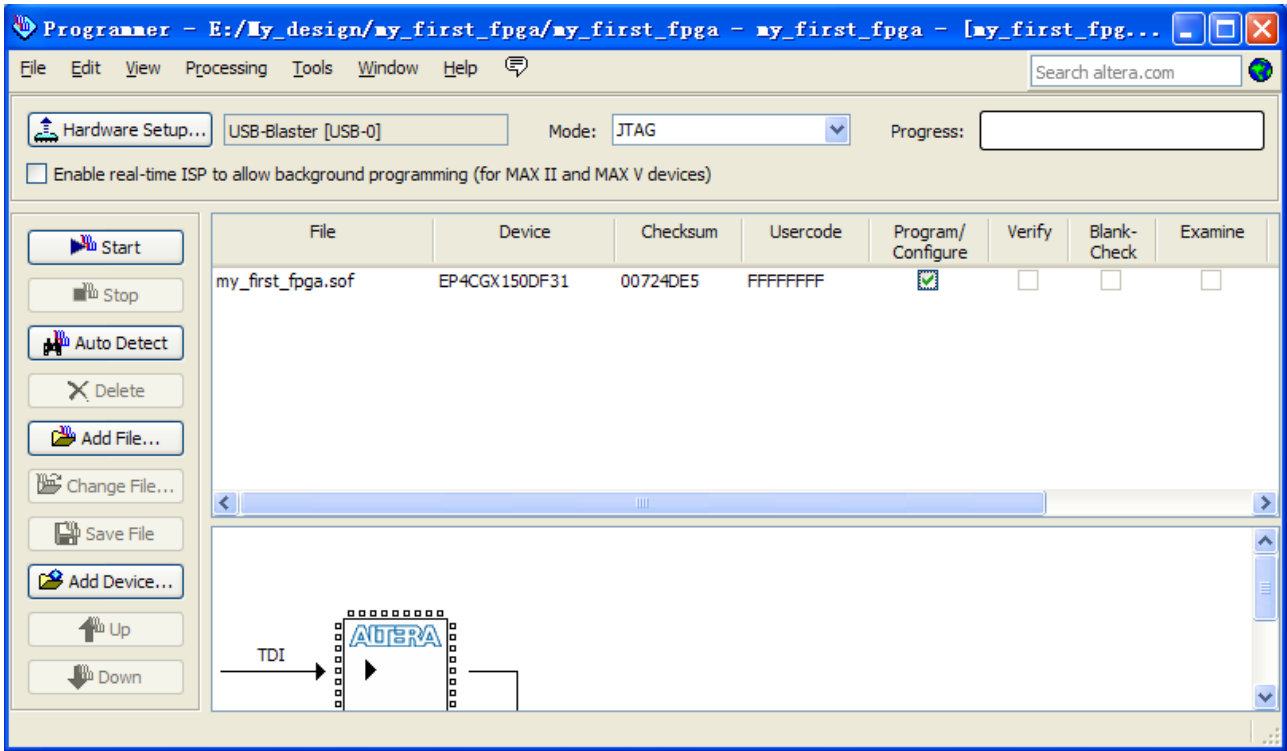 Programmer - E:/My_design/my_first_fpga/my_first_fpga - my_first_fpga - [my_first_fpg...
File Edit View Processing Tools Window Help Search altera.com
Hardware Setup... USB-Blaster [USB-0] Mode: JTAG Progress:
Enable real-time ISP to allow background programming (for MAX II and MAX V devices)
Start
Stop
Auto Detect
Delete
Add File...
Change File...
Save File
Add Device...
Up
Down
File Device Checksum Usercode Program/ Configure Verify Blank- Check Examine
my_first_fpga.sof EP4CGX150DF31 00724DE5 FFFFFFFF
ALTERA
TDI